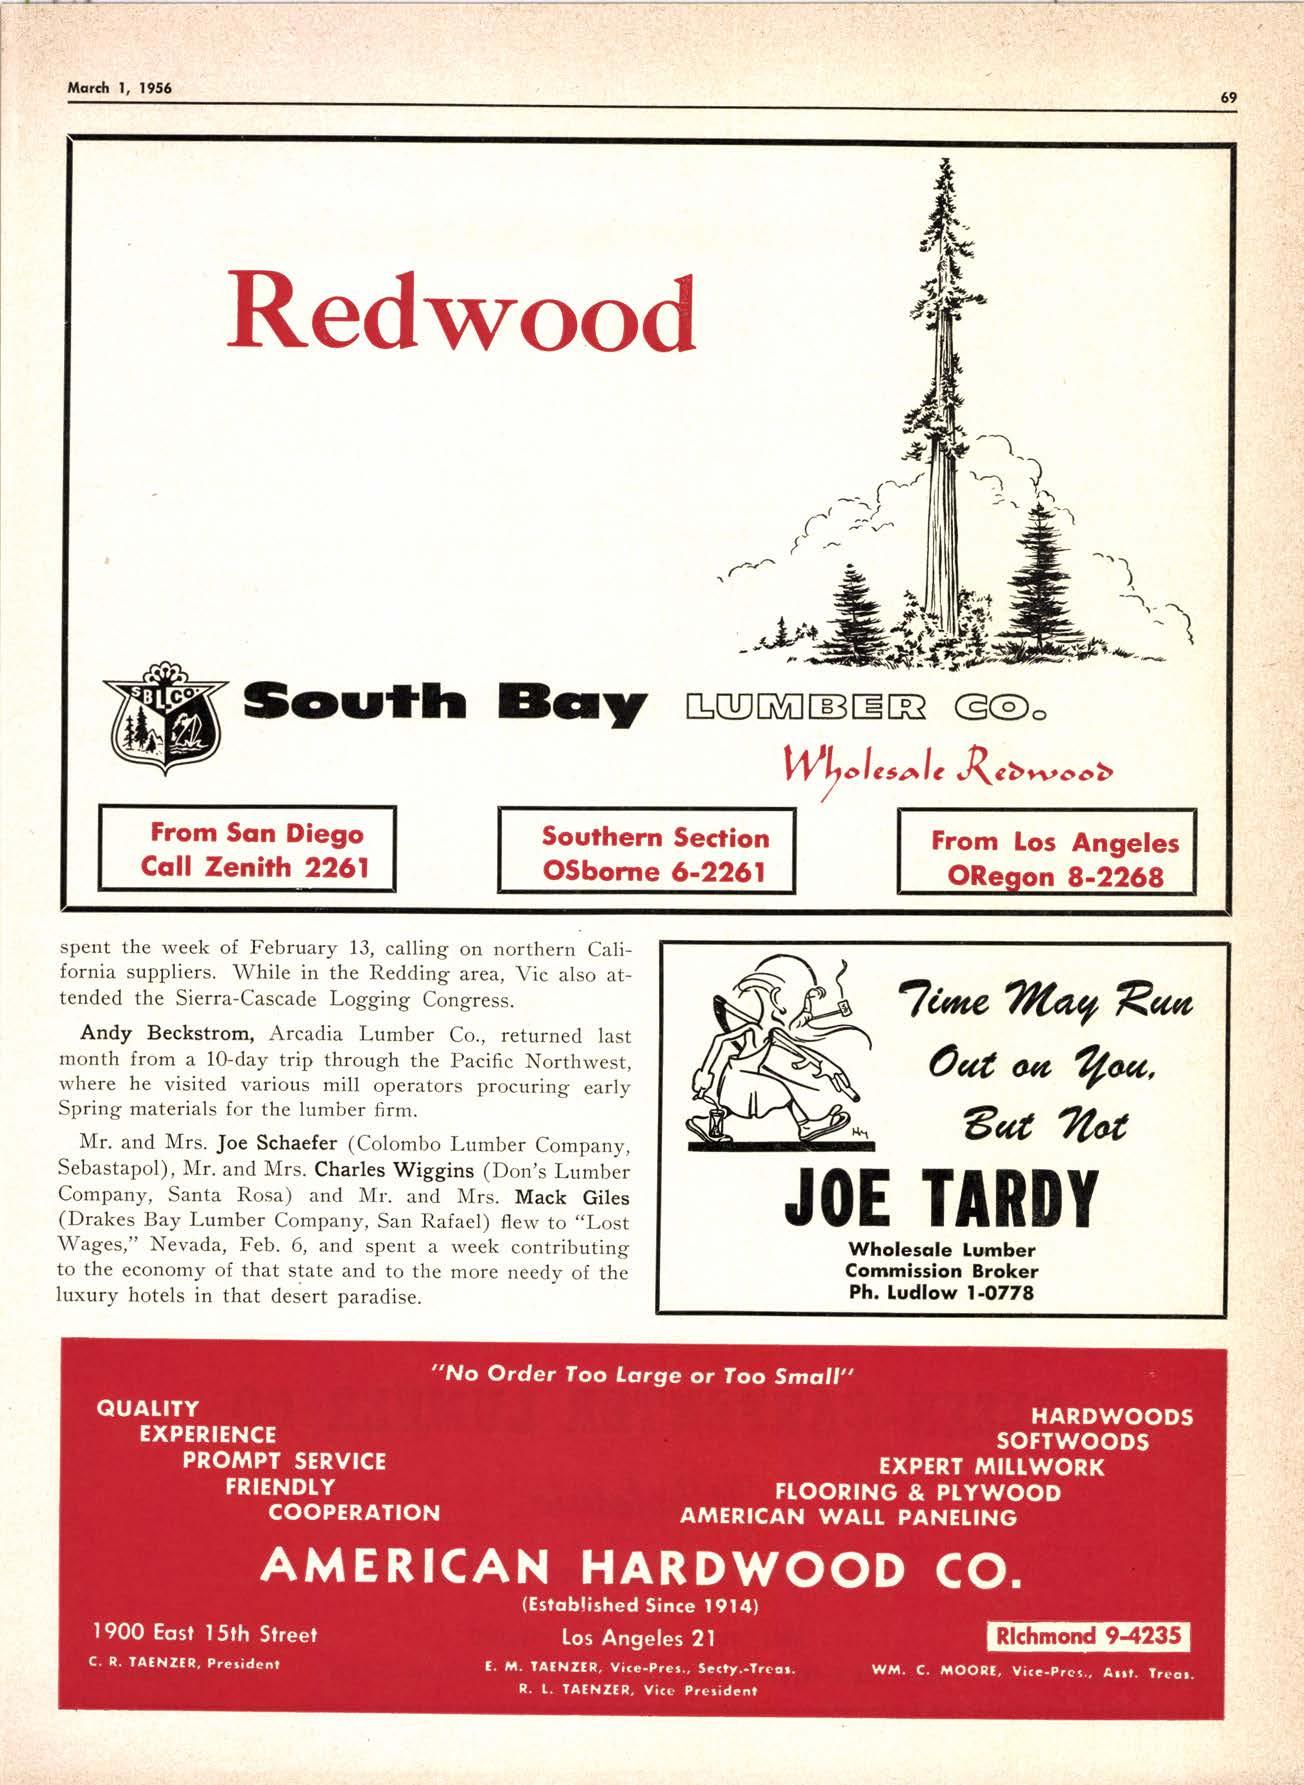 March 1, 1956
69
Redwood
SBLCO.
South Bay LUMBER CO.
Wholesale Redwood
From San Diego
Call Zenith 2261
Southern Section
OSborne 6-2261
From Los Angeles
ORegon 8-2268
spent the week of February 13, calling on northern Cali-
fornia suppliers. While in the Redding area, Vic also at-
tended the Sierra-Cascade Logging Congress.
Andy Beckstrom, Arcadia Lumber Co., returned last
month from a 10-day trip through the Pacific Northwest,
where he visited various mill operators procuring early
Spring materials for the lumber firm.
Mr. and Mrs. Joe Schaefer (Colombo Lumber Company,
Sebastapol), Mr. and Mrs. Charles Wiggins (Don's Lumber
Company, Santa Rosa) and Mr. and Mrs. Mack Giles
(Drakes Bay Lumber Company, San Rafael) flew to "Lost
Wages," Nevada, Feb. 6, and spent a week contributing
to the economy of that state and to the more needy of the
luxury hotels in that desert paradise.
Time May Run
Out on You,
But Not
JOE TARDY
Wholesale Lumber
Commission Broker
Ph. Ludlow 1-0778
"No Order Too Large or Too Small"
QUALITY
EXPERIENCE
PROMPT SERVICE
FRIENDLY
COOPERATION
HARDWOODS
SOFTWOODS
EXPERT MILLWORK
FLOORING & PLYWOOD
AMERICAN WALL PANELING
AMERICAN HARDWOOD CO.
(Established Since 1914)
1900 East 15th Street
Los Angeles 21
RIchmond 9-4235
C. R. TAENZER, President
E. M. TAENZER, Vice-Pres., Secty.-Treas.
WM. C. MOORE, Vice-Pres., Asst. Treas.
R. L. TAENZER, Vice President